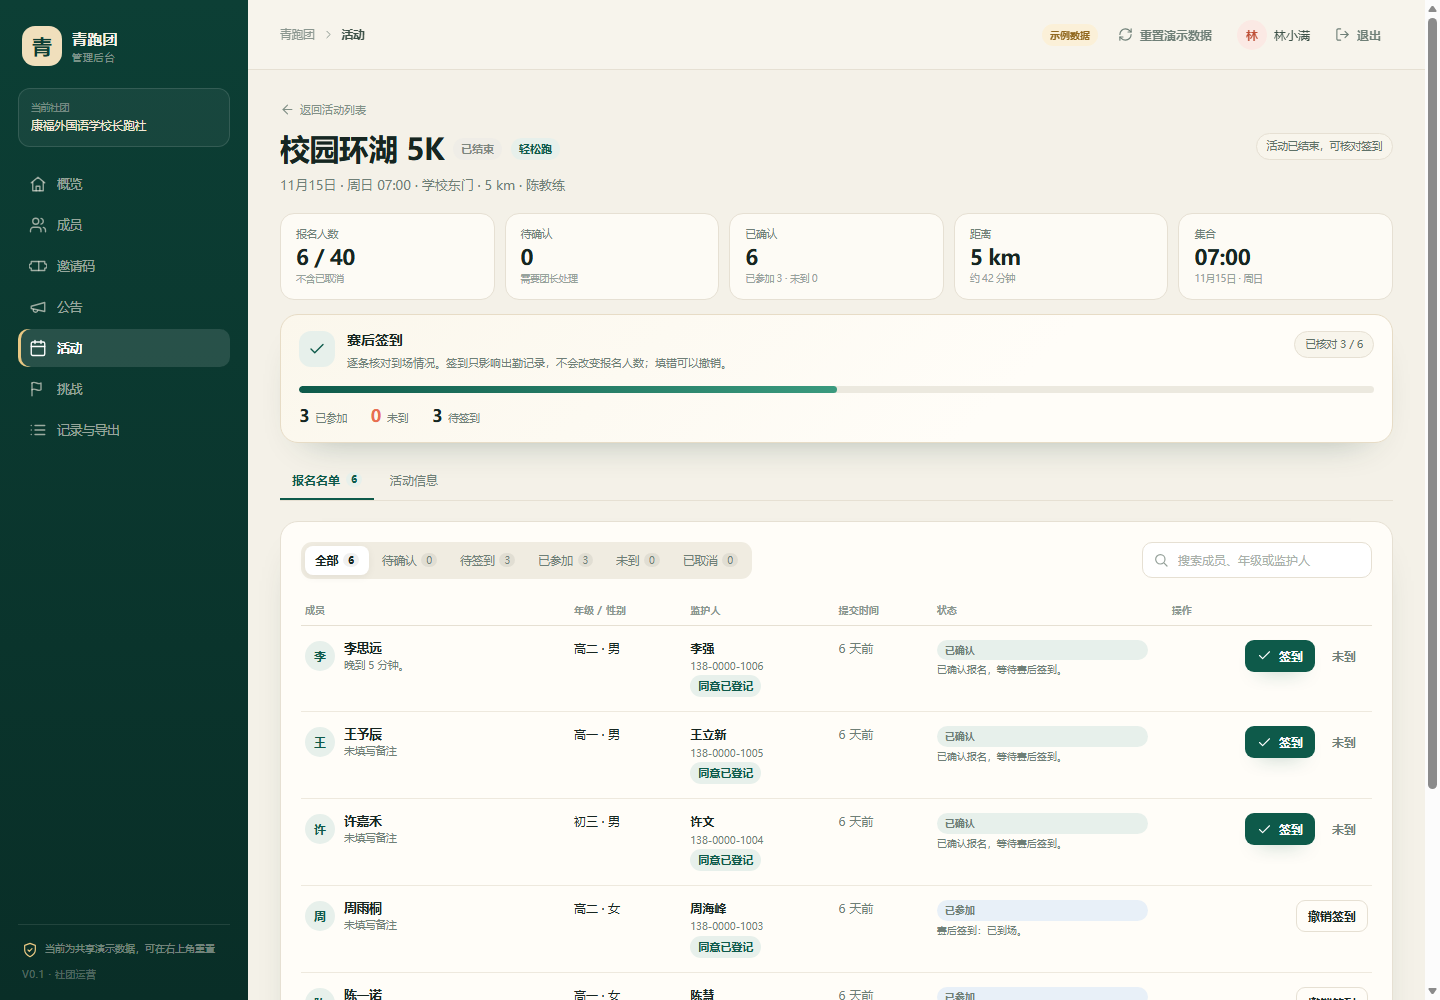 青
青跑团
管理后台
当前社团
康福外国语学校长跑社
概览
成员
邀请码
公告
活动
挑战
记录与导出
当前为共享演示数据，可在右上角重置
V0.1 · 社团运营
青跑团 > 活动
示例数据
重置演示数据
林 林小满
退出
返回活动列表
校园环湖 5K 已结束 轻松跑
活动已结束，可核对签到
11月15日 · 周日 07:00 · 学校东门 · 5 km · 陈教练
报名人数
6 / 40
不含已取消
待确认
0
需要团长处理
已确认
6
已参加 3 · 未到 0
距离
5 km
约 42 分钟
集合
07:00
11月15日 · 周日
赛后签到
逐条核对到场情况。签到只影响出勤记录，不会改变报名人数；填错可以撤销。
已核对 3 / 6
3 已参加 0 未到 3 待签到
报名名单 6 活动信息
全部 6 待确认 0 待签到 3 已参加 3 未到 0 已取消 0
搜索成员、年级或监护人
成员 年级 / 性别 监护人 提交时间 状态 操作
李 李思远 高二 · 男 李强 6 天前 已确认 签到 未到
晚到 5 分钟。 138-0000-1006 已确认报名，等待赛后签到。
同意已登记
王 王予辰 高一 · 男 王立新 6 天前 已确认 签到 未到
未填写备注 138-0000-1005 已确认报名，等待赛后签到。
同意已登记
许 许嘉禾 初三 · 男 许文 6 天前 已确认 签到 未到
未填写备注 138-0000-1004 已确认报名，等待赛后签到。
同意已登记
周 周雨桐 高二 · 女 周海峰 6 天前 已参加 撤销签到
未填写备注 138-0000-1003 赛后签到：已到场。
同意已登记
陈一诺 高一 · 女 陈慧 6 天前 已参加 撤销签到